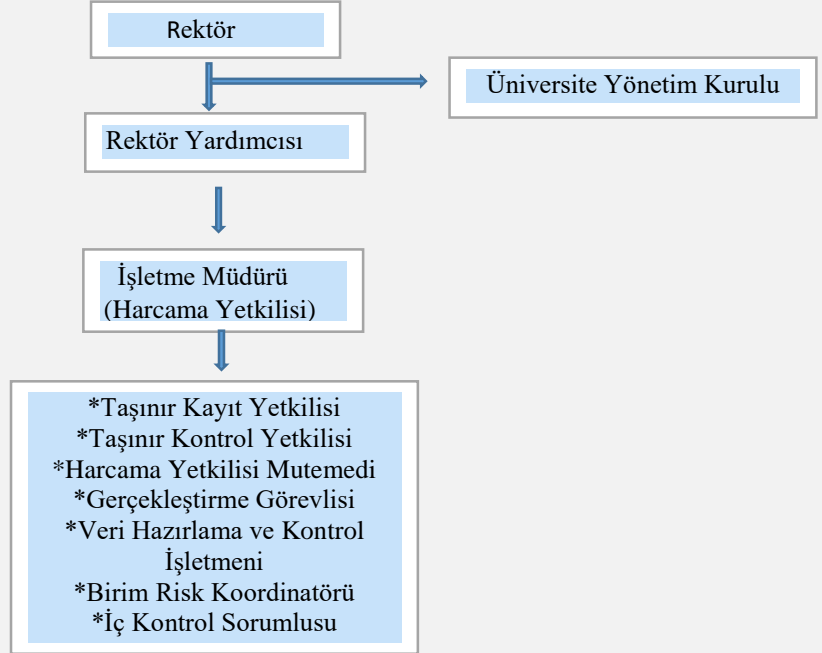 Rektör
Üniversite Yönetim Kurulu
Rektör Yardımcısı
İşletme Müdürü
(Harcama Yetkilisi)
*Taşınır Kayıt Yetkilisi
*Taşınır Kontrol Yetkilisi
*Harcama Yetkilisi Mutemedi
*Gerçekleştirme Görevlisi
*Veri Hazırlama ve Kontrol
İşletmeni
*Birim Risk Koordinatörü
*İç Kontrol Sorumlusu